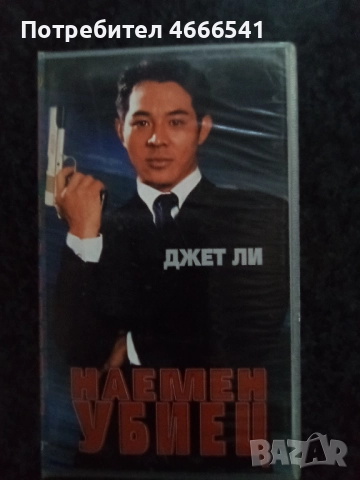 Потребител 4666541
ДЖЕТ ЛИ
НАЕМЕН
УБИЕЦ
BAZAR